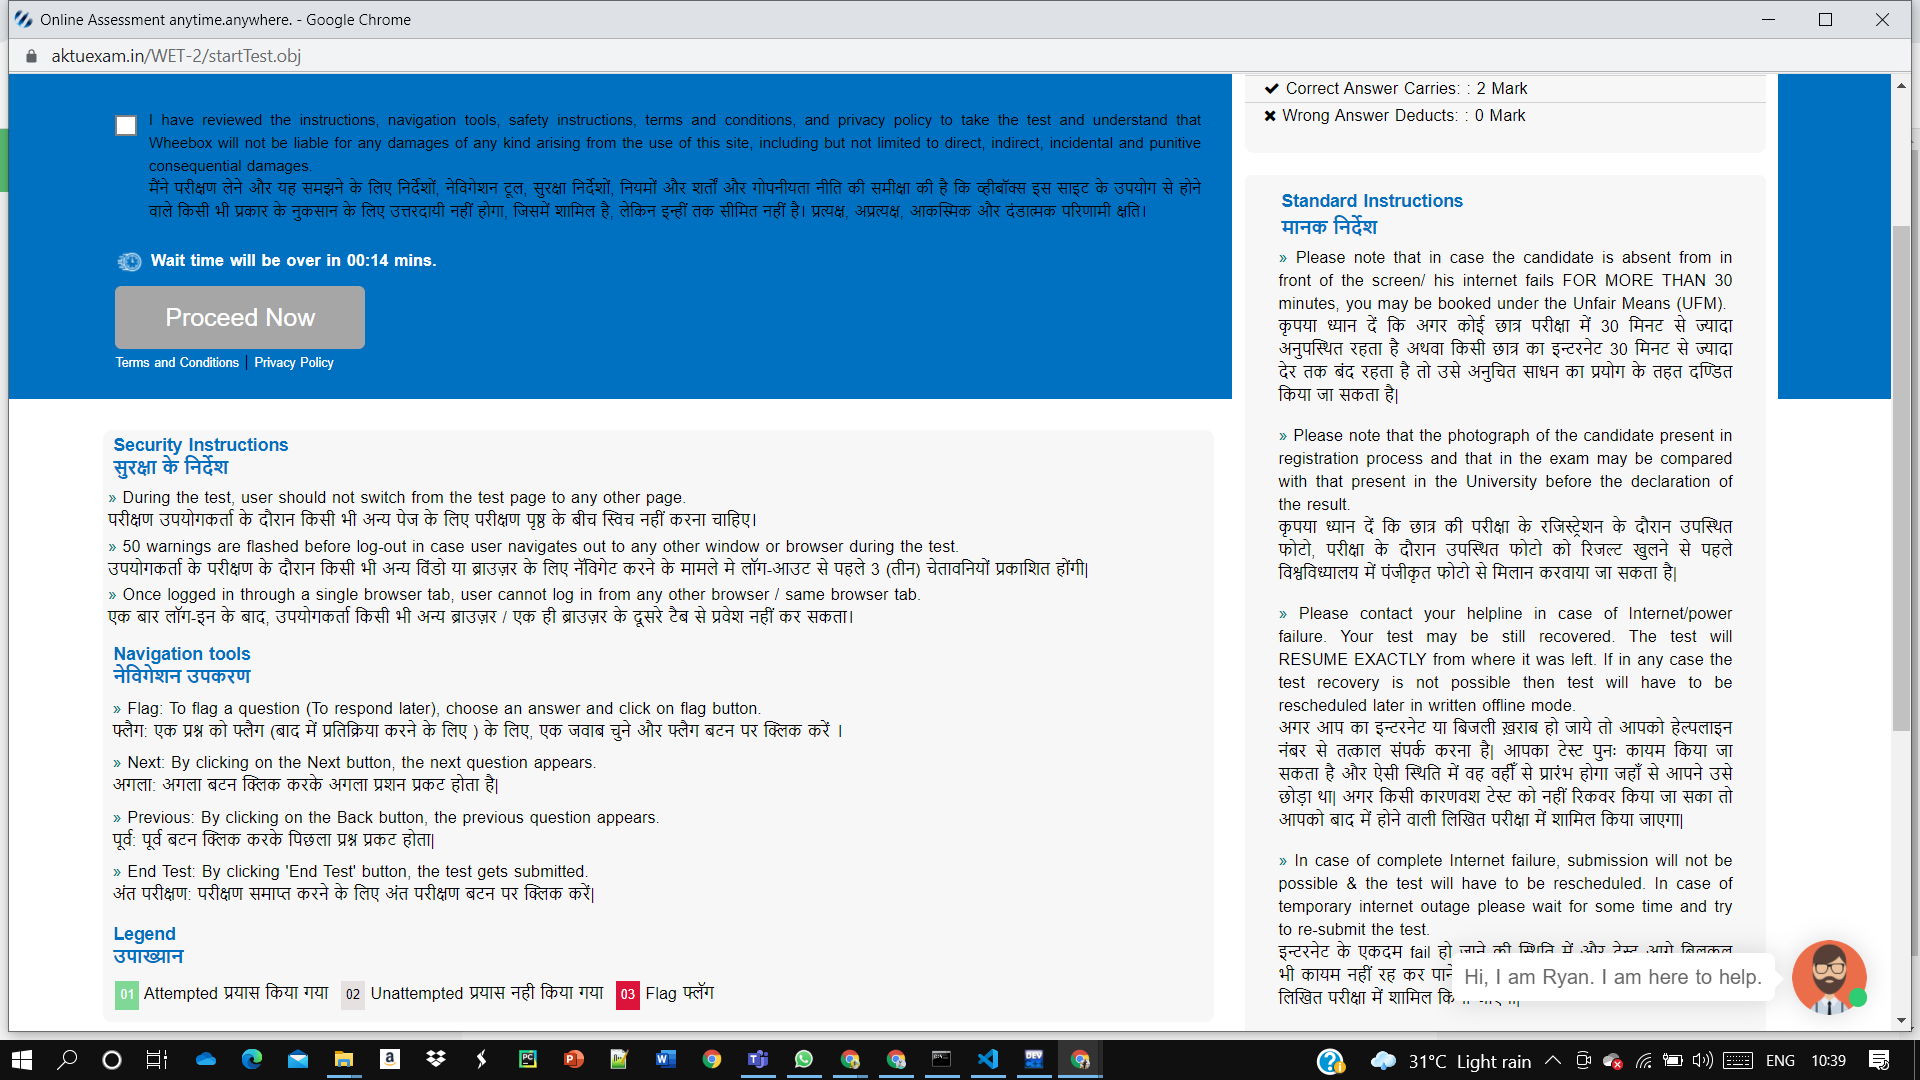 Online Assessment anytime.anywhere. - Google Chrome
aktuexam.in/WET-2/startTest.obj
I have reviewed the instructions, navigation tools, safety instructions, terms and conditions, and privacy policy to take the test and understand that
Wheebox will not be liable for any damages of any kind arising from the use of this site, including but not limited to direct, indirect, incidental and punitive
consequential damages.
मैंने परीक्षण लेने और यह समझने के लिए निर्देशों, नेविगेशन टूल, सुरक्षा निर्देशों, नियमों और शर्तों और गोपनीयता नीति की समीक्षा की है कि व्हीबॉक्स इस साइट के उपयोग से होने
वाले किसी भी प्रकार के नुकसान के लिए उत्तरदायी नहीं होगा, जिसमें शामिल है, लेकिन इन्हीं तक सीमित नहीं है। प्रत्यक्ष, अप्रत्यक्ष, आकस्मिक और दंडात्मक परिणामी क्षति।
Wait time will be over in 00:14 mins.
Proceed Now
Terms and Conditions | Privacy Policy
Security Instructions
सुरक्षा के निर्देश
» During the test, user should not switch from the test page to any other page.
परीक्षण उपयोगकर्ता के दौरान किसी भी अन्य पेज के लिए परीक्षण पृष्ठ के बीच स्विच नहीं करना चाहिए।
» 50 warnings are flashed before log-out in case user navigates out to any other window or browser during the test.
उपयोगकर्ता के परीक्षण के दौरान किसी भी अन्य विंडो या ब्राउज़र के लिए नॅविगेट करने के मामले मे लॉग-आउट से पहले 3 (तीन) चेतावनियों प्रकाशित होंगी|
» Once logged in through a single browser tab, user cannot log in from any other browser / same browser tab.
एक बार लॉग-इन के बाद, उपयोगकर्ता किसी भी अन्य ब्राउज़र / एक ही ब्राउज़र के दूसरे टैब से प्रवेश नहीं कर सकता।
Navigation tools
नेविगेशन उपकरण
» Flag: To flag a question (To respond later), choose an answer and click on flag button.
फ्लैग: एक प्रश्न को फ्लैग (बाद में प्रतिक्रिया करने के लिए ) के लिए, एक जवाब चुने और फ्लैग बटन पर क्लिक करें ।
» Next: By clicking on the Next button, the next question appears.
अगला: अगला बटन क्लिक करके अगला प्रशन प्रकट होता है|
» Previous: By clicking on the Back button, the previous question appears.
पूर्व: पूर्व बटन क्लिक करके पिछला प्रश्न प्रकट होता|
» End Test: By clicking 'End Test' button, the test gets submitted.
अंत परीक्षण: परीक्षण समाप्त करने के लिए अंत परीक्षण बटन पर क्लिक करें|
Legend
उपाख्यान
01 Attempted प्रयास किया गया 02 Unattempted प्रयास नही किया गया 03 Flag फ्लॅग
✔ Correct Answer Carries: : 2 Mark
✖ Wrong Answer Deducts: : 0 Mark
Standard Instructions
मानक निर्देश
» Please note that in case the candidate is absent from in
front of the screen/ his internet fails FOR MORE THAN 30
minutes, you may be booked under the Unfair Means (UFM).
कृपया ध्यान दें कि अगर कोई छात्र परीक्षा में 30 मिनट से ज्यादा
अनुपस्थित रहता है अथवा किसी छात्र का इन्टरनेट 30 मिनट से ज्यादा
देर तक बंद रहता है तो उसे अनुचित साधन का प्रयोग के तहत दण्डित
किया जा सकता है|
» Please note that the photograph of the candidate present in
registration process and that in the exam may be compared
with that present in the University before the declaration of
the result.
कृपया ध्यान दें कि छात्र की परीक्षा के रजिस्ट्रेशन के दौरान उपस्थित
फोटो, परीक्षा के दौरान उपस्थित फोटो को रिजल्ट खुलने से पहले
विश्वविध्यालय में पंजीकृत फोटो से मिलान करवाया जा सकता है|
» Please contact your helpline in case of Internet/power
failure. Your test may be still recovered. The test will
RESUME EXACTLY from where it was left. If in any case the
test recovery is not possible then test will have to be
rescheduled later in written offline mode.
अगर आप का इन्टरनेट या बिजली ख़राब हो जाये तो आपको हेल्पलाइन
नंबर से तत्काल संपर्क करना है| आपका टेस्ट पुनः कायम किया जा
सकता है और ऐसी स्थिति में वह वहीँ से प्रारंभ होगा जहाँ से आपने उसे
छोड़ा था| अगर किसी कारणवश टेस्ट को नहीं रिकवर किया जा सका तो
आपको बाद में होने वाली लिखित परीक्षा में शामिल किया जाएगा|
» In case of complete Internet failure, submission will not be
possible & the test will have to be rescheduled. In case of
temporary internet outage please wait for some time and try
to re-submit the test.
इन्टरनेट के एकदम fail हो जाने की स्थिति में और टेस्ट आगे बिलकुल
भी कायम नहीं रह कर पाने
लिखित परीक्षा में शामिल
Hi, I am Ryan. I am here to help.
31°C Light rain ENG 10:39